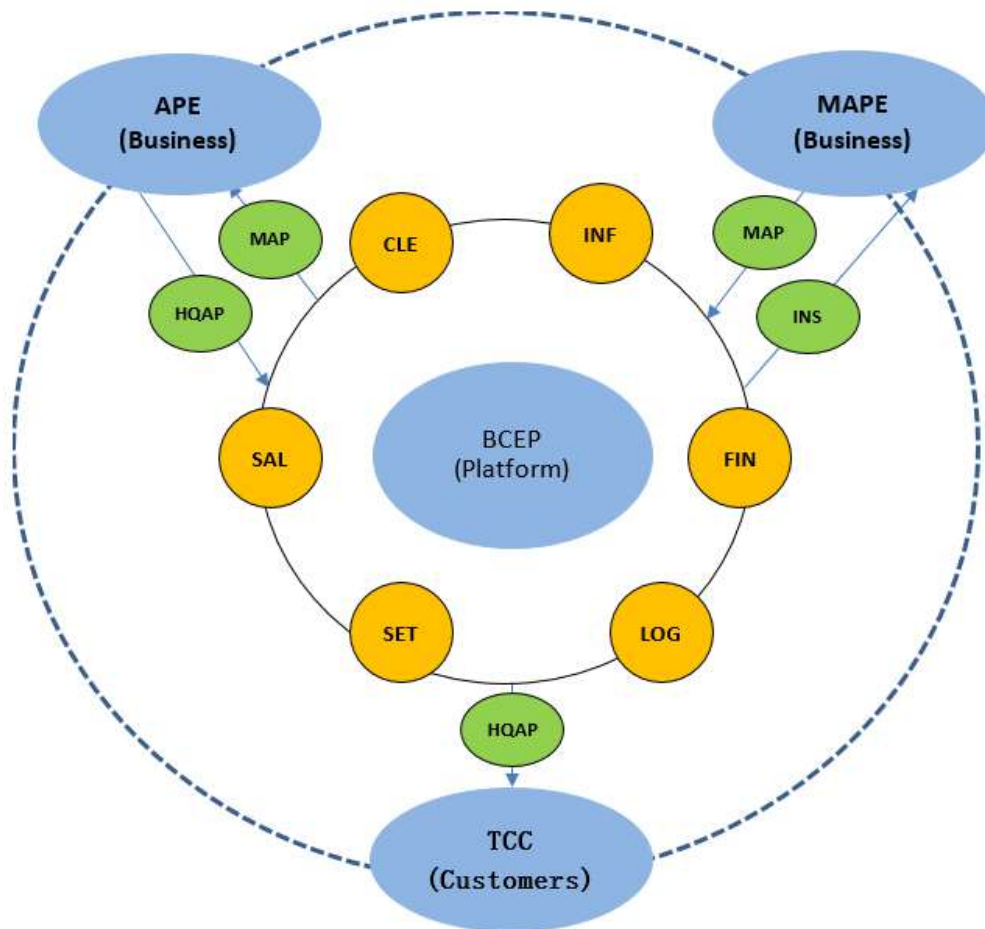 APE
(Business)
MAPE
(Business)
MAP
CLE
INF
MAP
HQAP
INS
BCEP
(Platform)
SAL
FIN
SET
LOG
HQAP
TCC
(Customers)